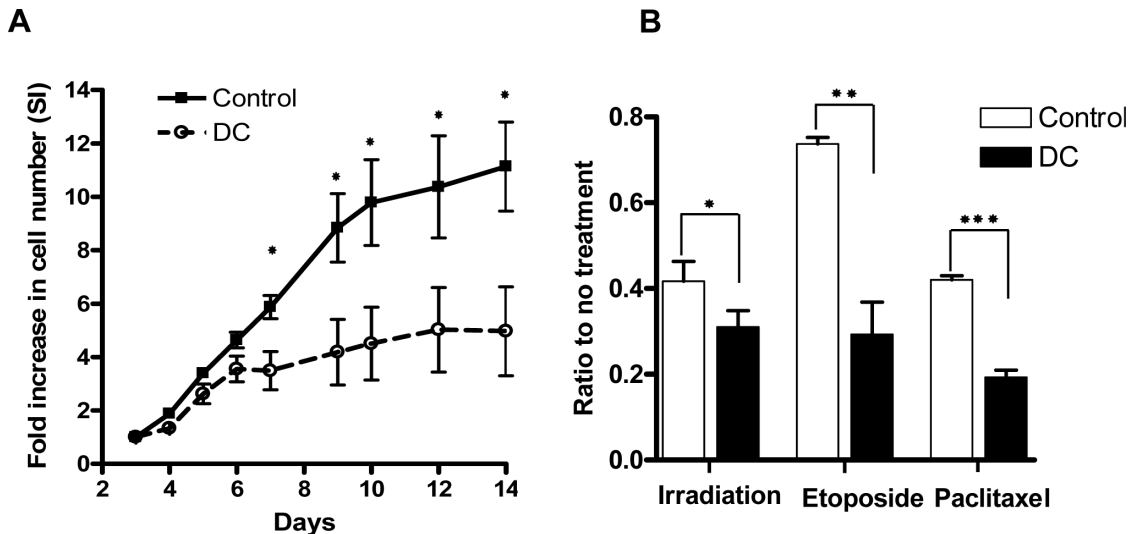 A
Fold increase in cell number (SI)
14
12
10
8
6
4
2
0
Control
DC
*
*
*
*
*
2
4
6
8
10
12
14
Days
B
Ratio to no treatment
0.8
0.6
0.4
0.2
0.0
Control
DC
*
**
***
Irradiation
Etoposide
Paclitaxel